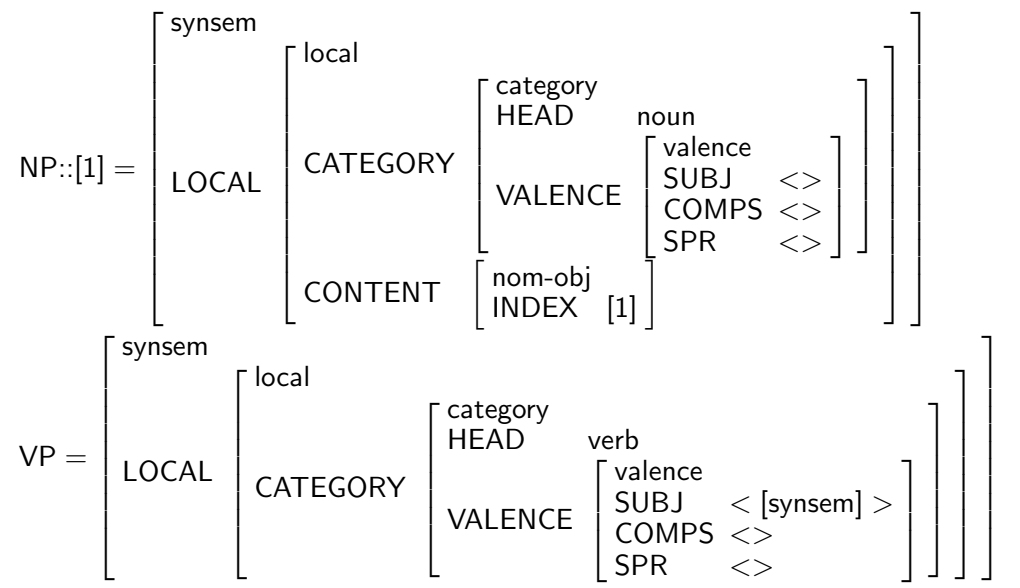 synsem
local
category
HEAD noun
valence
NP::[1] = LOCAL CATEGORY VALENCE SUBJ <>
COMPS <>
SPR <>
CONTENT nom-obj
INDEX [1]
synsem
local
category
HEAD verb
valence
VP = LOCAL CATEGORY VALENCE SUBJ < [synsem] >
COMPS <>
SPR <>